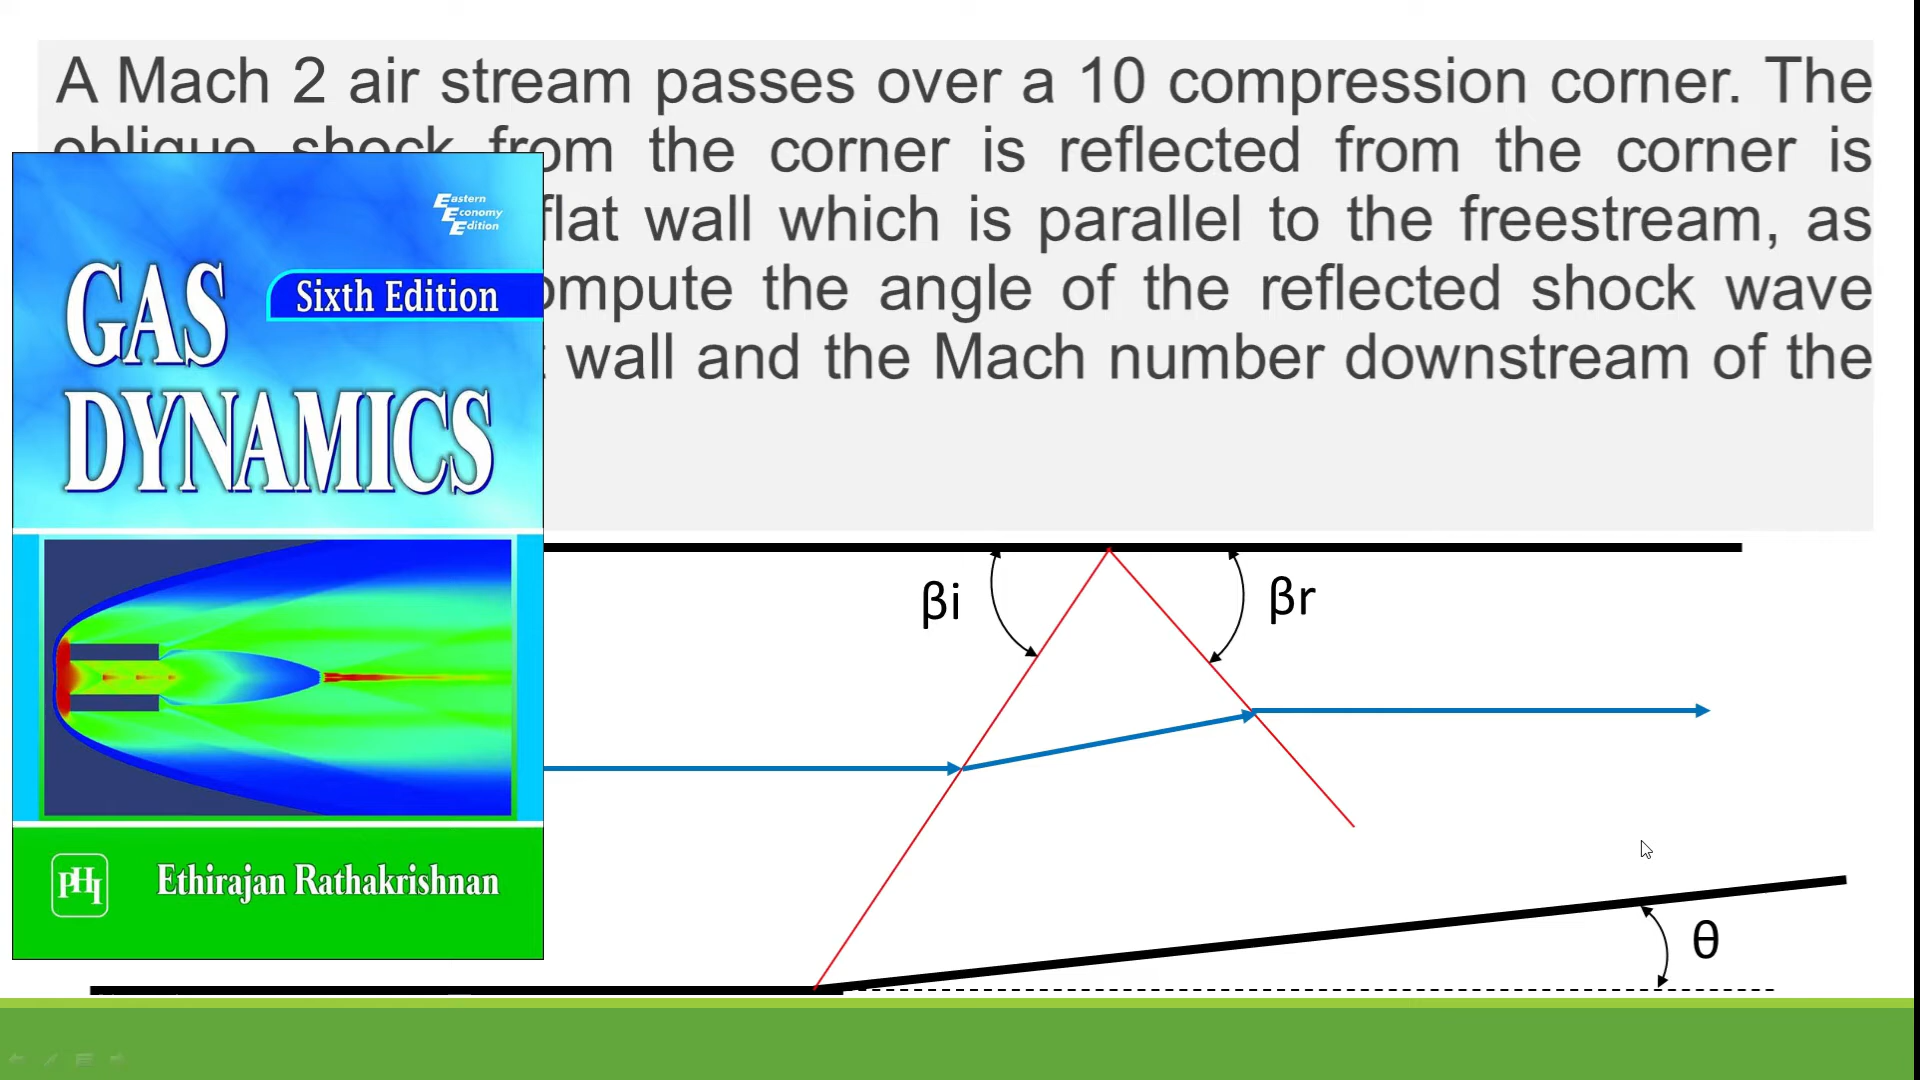 A Mach 2 air stream passes over a 10 compression corner. The
oblique shock from the corner is reflected from the corner is
flat wall which is parallel to the freestream, as
ompute the angle of the reflected shock wave
wall and the Mach number downstream of the
Eastern
Economy
Edition
GAS
Sixth Edition
DYNAMICS
PHI
Ethirajan Rathakrishnan
βi
βr
θ